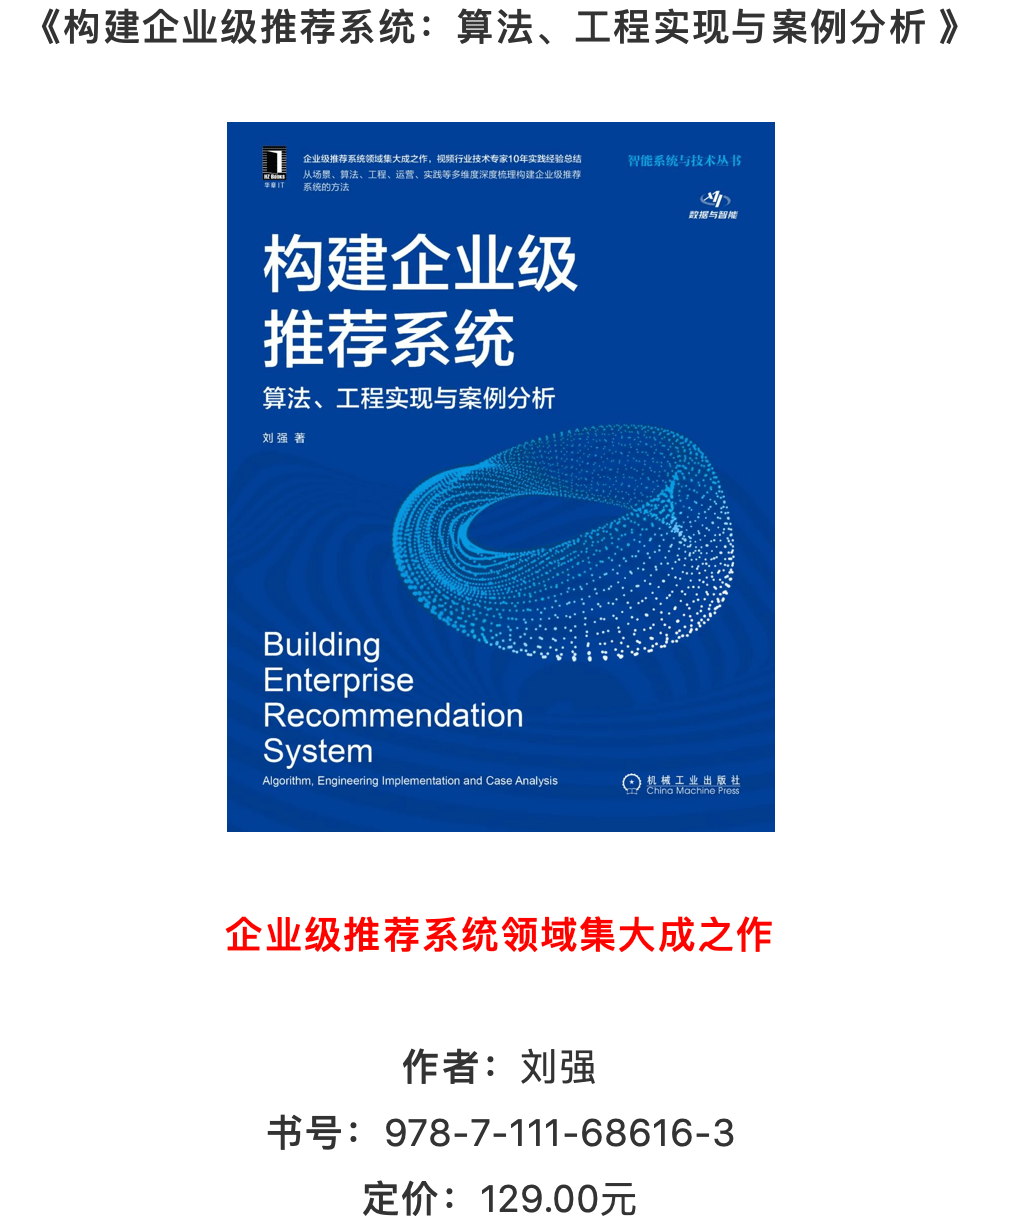 《构建企业级推荐系统：算法、工程实现与案例分析 》
HZ Books
华章IT
企业级推荐系统领域集大成之作，视频行业技术专家10年实践经验总结
从场景、算法、工程、运营、实践等多维度深度梳理构建企业级推荐
系统的方法
智能系统与技术丛书
数据与智能
构建企业级
推荐系统
算法、工程实现与案例分析
刘强 著
Building
Enterprise
Recommendation
System
Algorithm, Engineering Implementation and Case Analysis
机械工业出版社
China Machine Press
企业级推荐系统领域集大成之作
作者：刘强
书号：978-7-111-68616-3
定价：129.00元